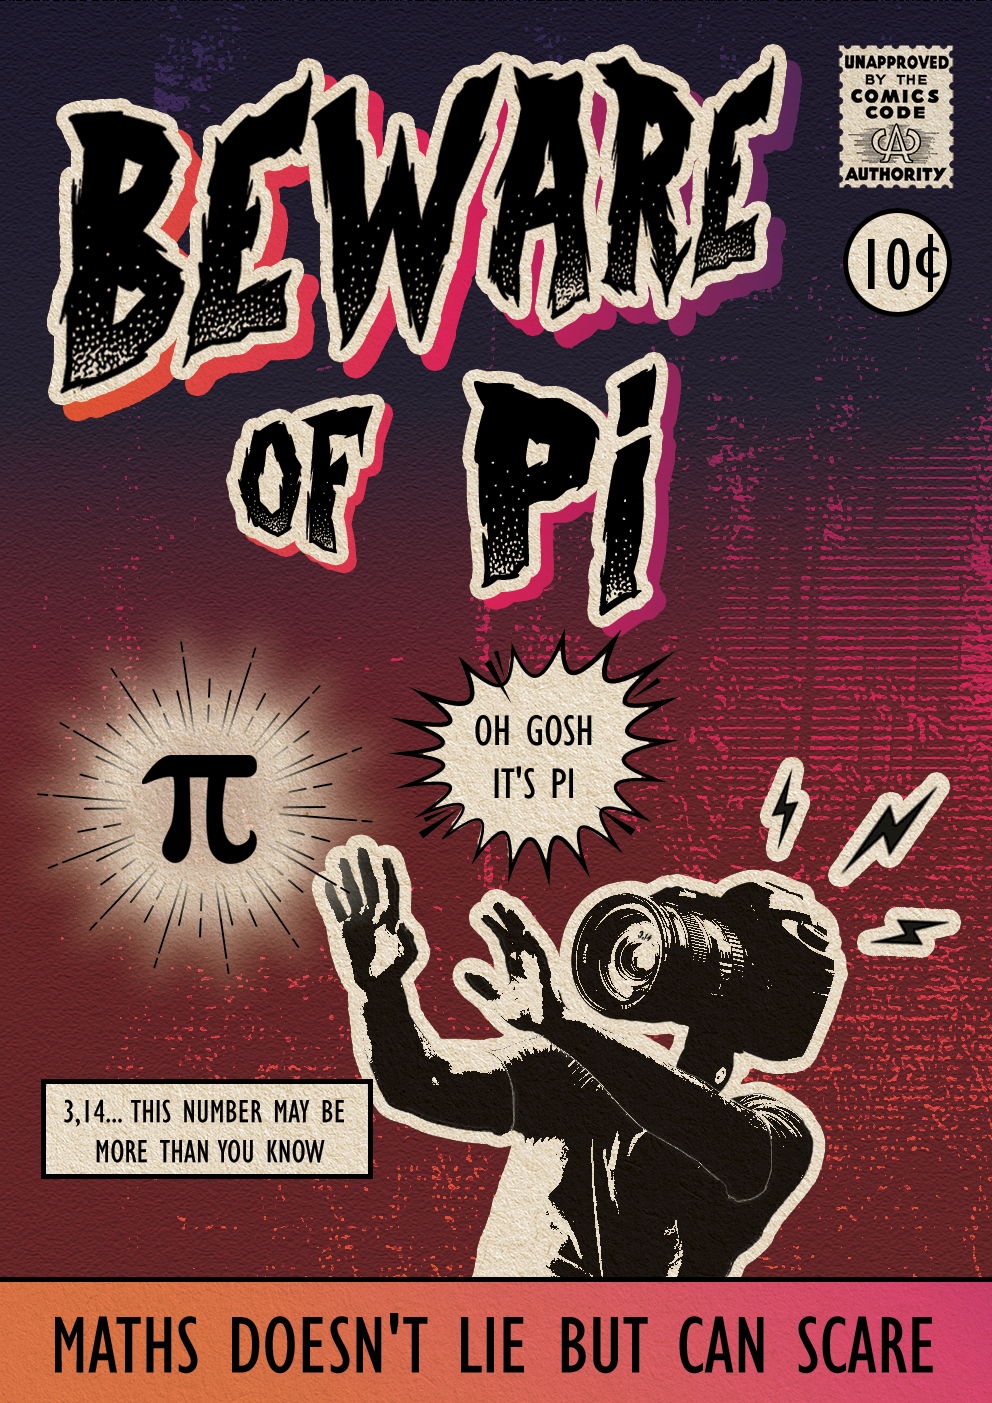 BEWARE
OF Pi
UNAPPROVED
BY THE
COMICS
CODE
CA
AUTHORITY
10¢
π
OH GOSH
IT'S PI
3,14... THIS NUMBER MAY BE
MORE THAN YOU KNOW
MATHS DOESN'T LIE BUT CAN SCARE